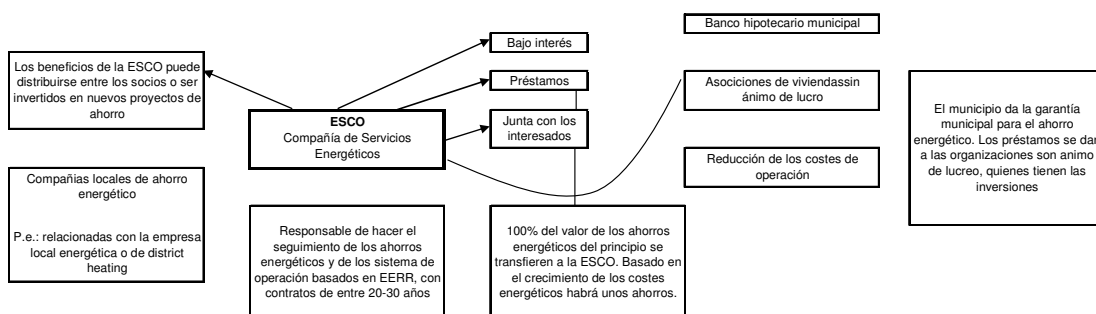 Banco hipotecario municipal
Bajo interés
Los beneficios de la ESCO puede
distribuirse entre los socios o ser
invertidos en nuevos proyectos de
ahorro
Préstamos
Asociciones de viviendassin
ánimo de lucro
ESCO
Compañía de Servicios
Energéticos
Junta con los
interesados
El municipio da la garantía
municipal para el ahorro
energético. Los préstamos se dan
a las organizaciones son animo
de lucreo, quienes tienen las
inversiones
Reducción de los costes de
operación
Compañias locales de ahorro
energético
P.e.: relacionadas con la empresa
local energética o de district
heating
Responsable de hacer el
seguimiento de los ahorros
energéticos y de los sistema de
operación basados en EERR, con
contratos de entre 20-30 años
100% del valor de los ahorros
energéticos del principio se
transfieren a la ESCO. Basado en
el crecimiento de los costes
energéticos habrá unos ahorros.